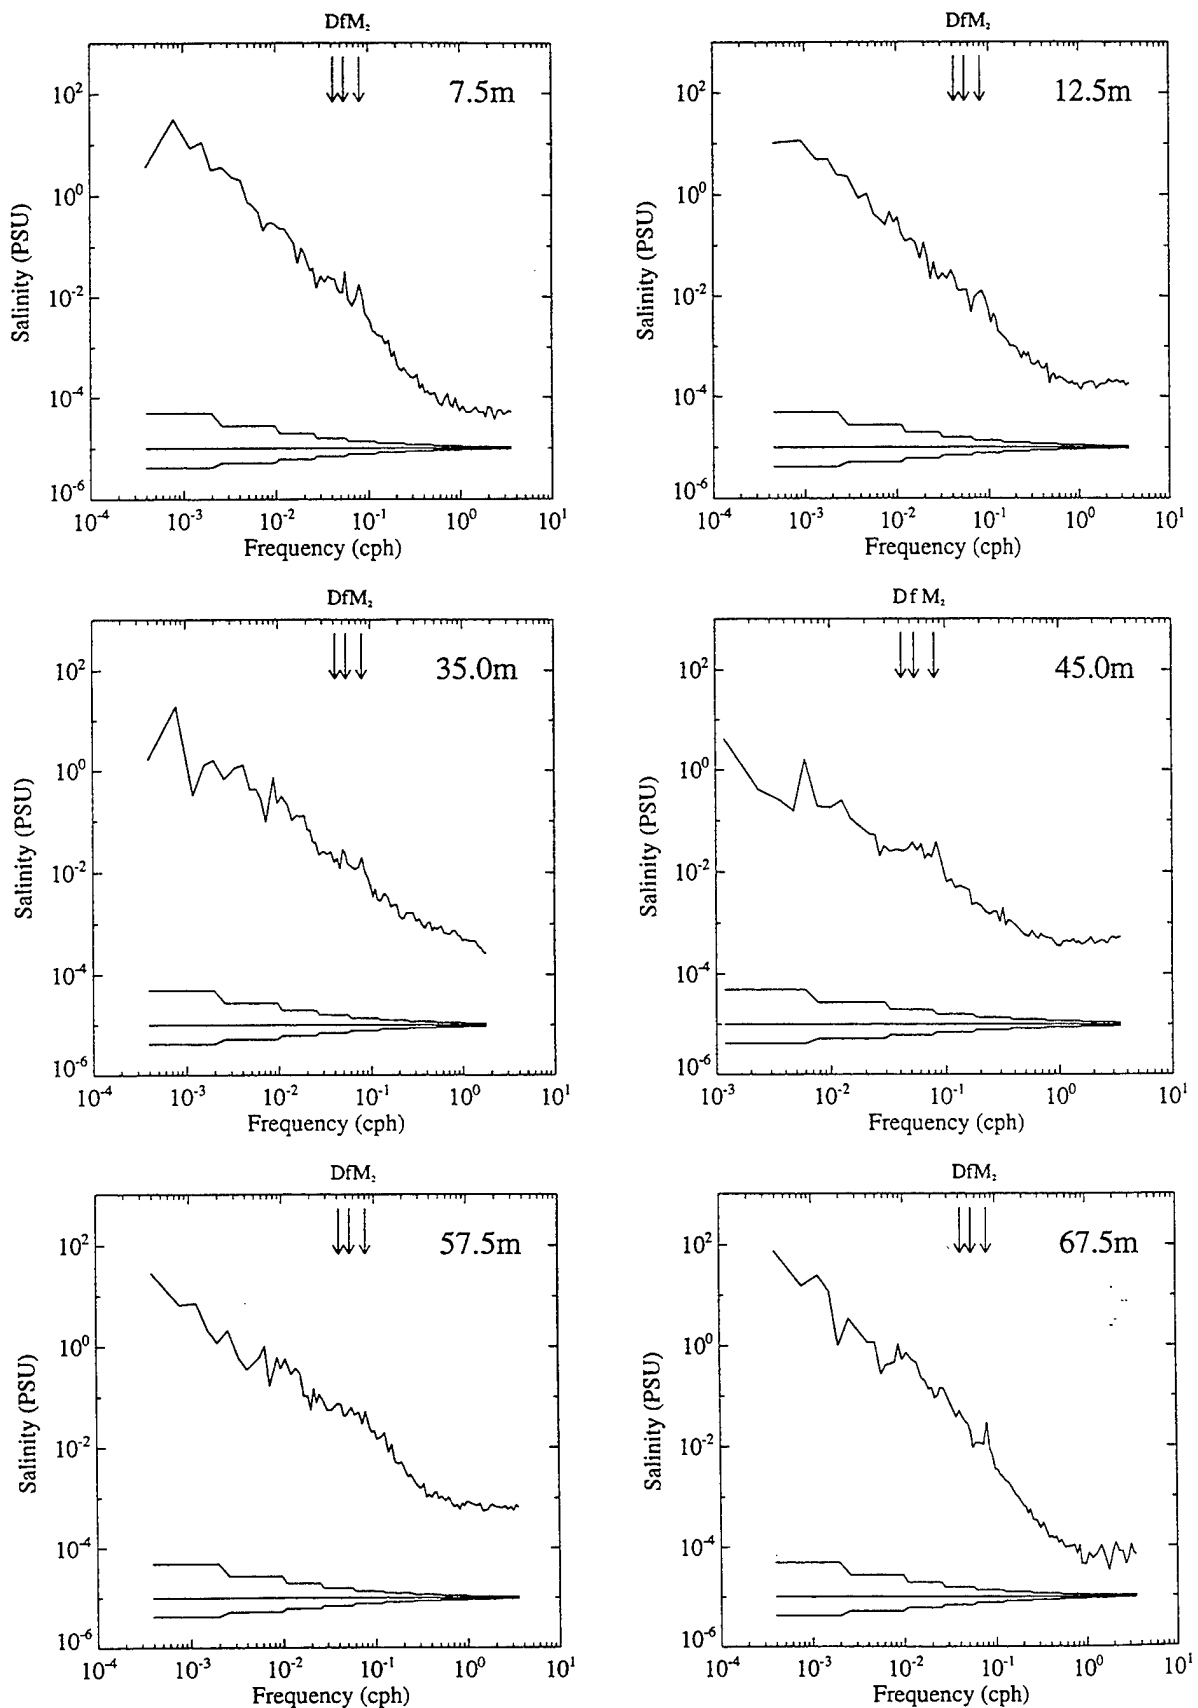 DfM₂
7.5m
10²
10⁰
10⁻²
10⁻⁴
10⁻⁶
Salinity (PSU)
10⁻⁴ 10⁻³ 10⁻² 10⁻¹ 10⁰ 10¹
Frequency (cph)
DfM₂
12.5m
10²
10⁰
10⁻²
10⁻⁴
10⁻⁶
Salinity (PSU)
10⁻⁴ 10⁻³ 10⁻² 10⁻¹ 10⁰ 10¹
Frequency (cph)
DfM₂
35.0m
10²
10⁰
10⁻²
10⁻⁴
10⁻⁶
Salinity (PSU)
10⁻⁴ 10⁻³ 10⁻² 10⁻¹ 10⁰ 10¹
Frequency (cph)
D f M₂
45.0m
10²
10⁰
10⁻²
10⁻⁴
10⁻⁶
Salinity (PSU)
10⁻³ 10⁻² 10⁻¹ 10⁰ 10¹
Frequency (cph)
DfM₂
57.5m
10²
10⁰
10⁻²
10⁻⁴
10⁻⁶
Salinity (PSU)
10⁻⁴ 10⁻³ 10⁻² 10⁻¹ 10⁰ 10¹
Frequency (cph)
DfM₂
67.5m
10²
10⁰
10⁻²
10⁻⁴
10⁻⁶
Salinity (PSU)
10⁻⁴ 10⁻³ 10⁻² 10⁻¹ 10⁰ 10¹
Frequency (cph)